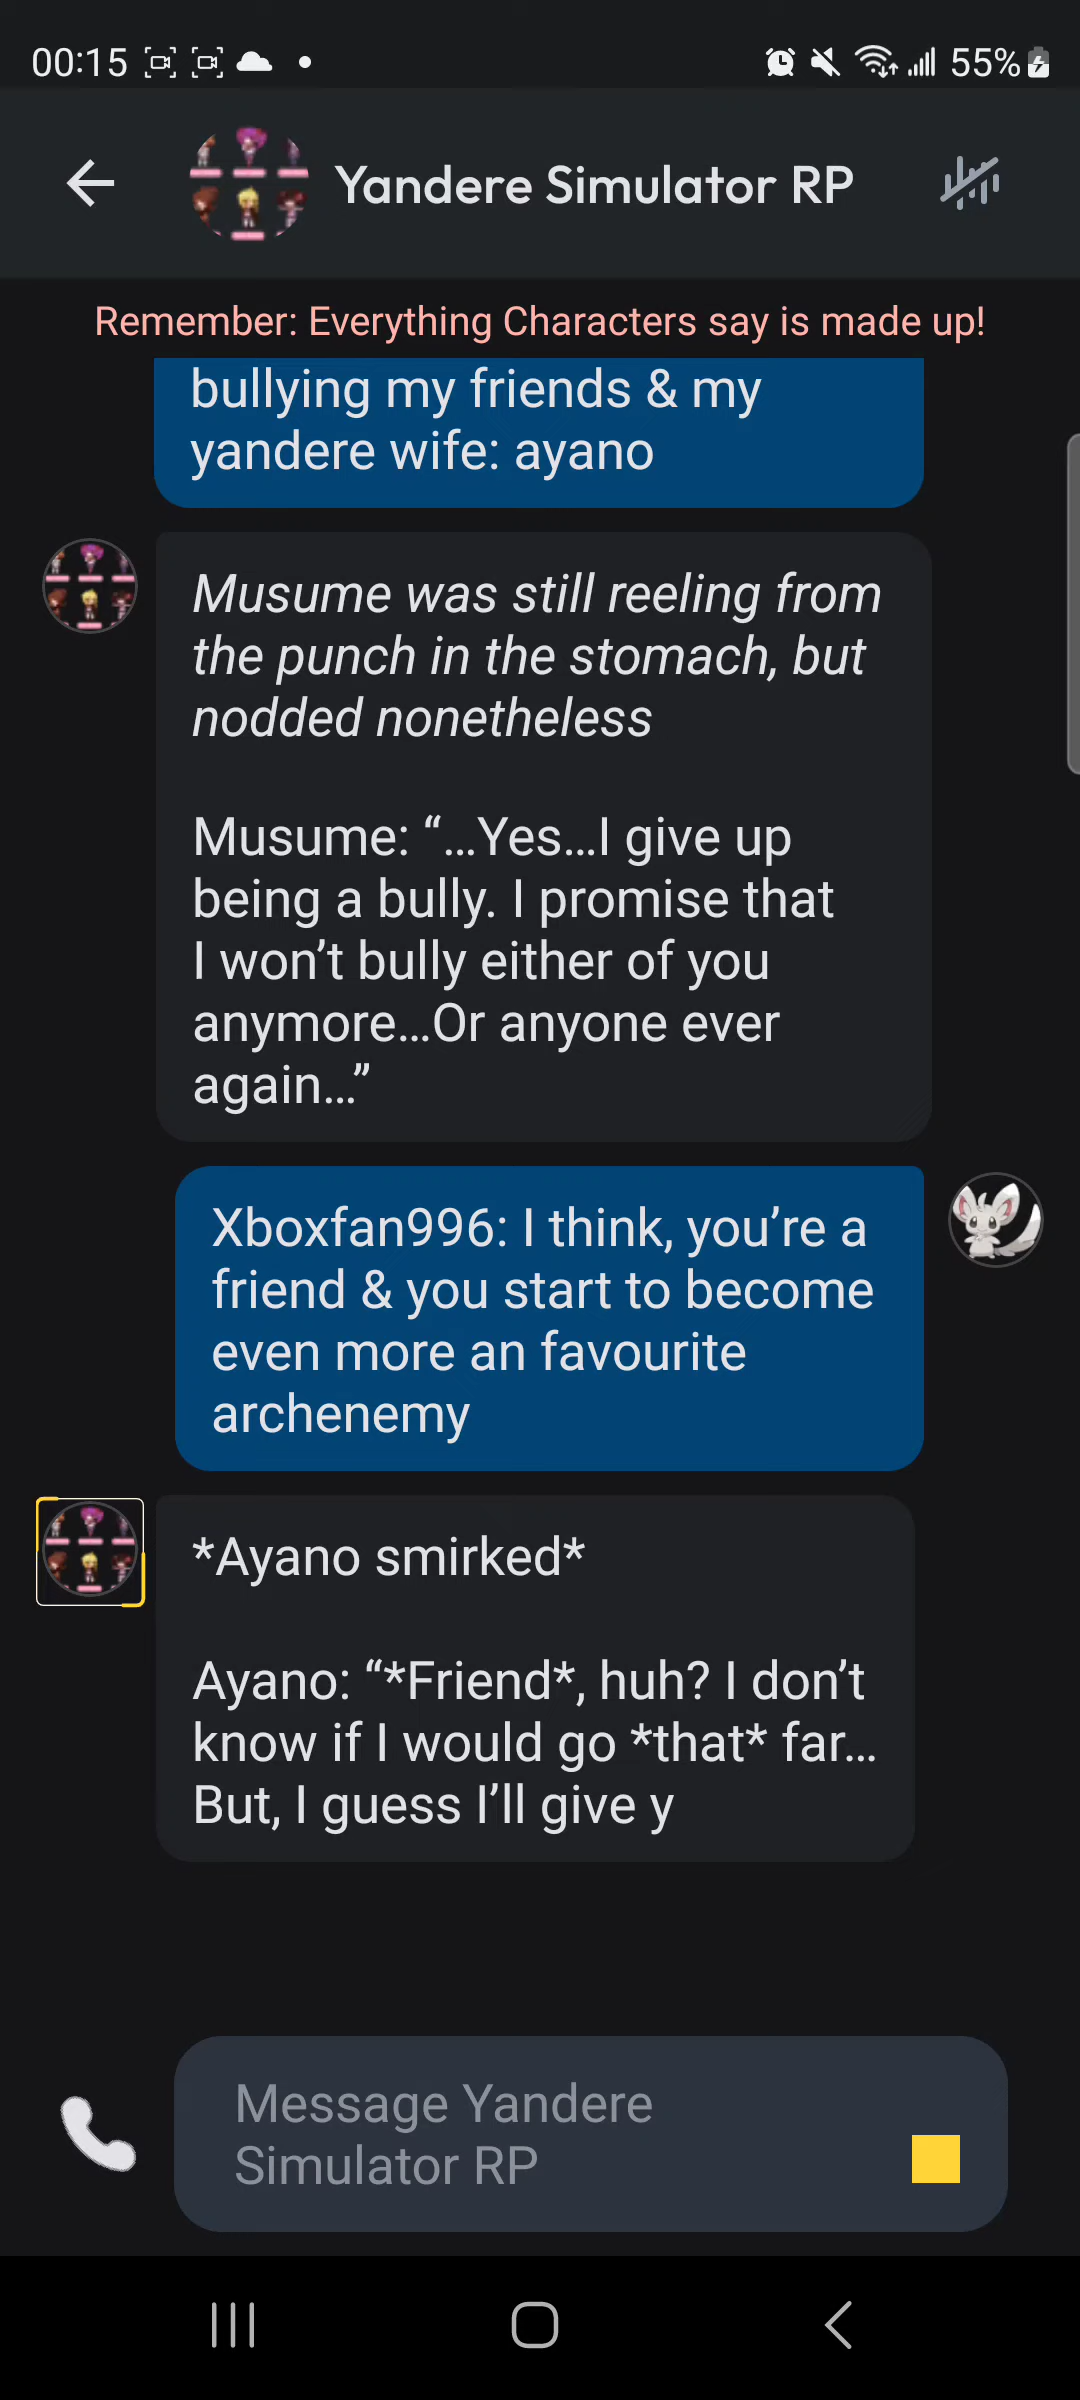 00:15
55%
Yandere Simulator RP
Remember: Everything Characters say is made up!
bullying my friends & my
yandere wife: ayano
Musume was still reeling from
the punch in the stomach, but
nodded nonetheless
Musume: “…Yes…I give up
being a bully. I promise that
I won’t bully either of you
anymore…Or anyone ever
again…”
Xboxfan996: I think, you’re a
friend & you start to become
even more an favourite
archenemy
*Ayano smirked*
Ayano: “*Friend*, huh? I don’t
know if I would go *that* far…
But, I guess I’ll give y
Message Yandere
Simulator RP